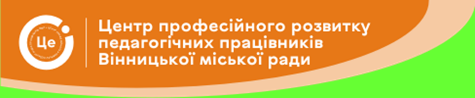 Це
Центр професійного розвитку
педагогічних працівників
Вінницької міської ради